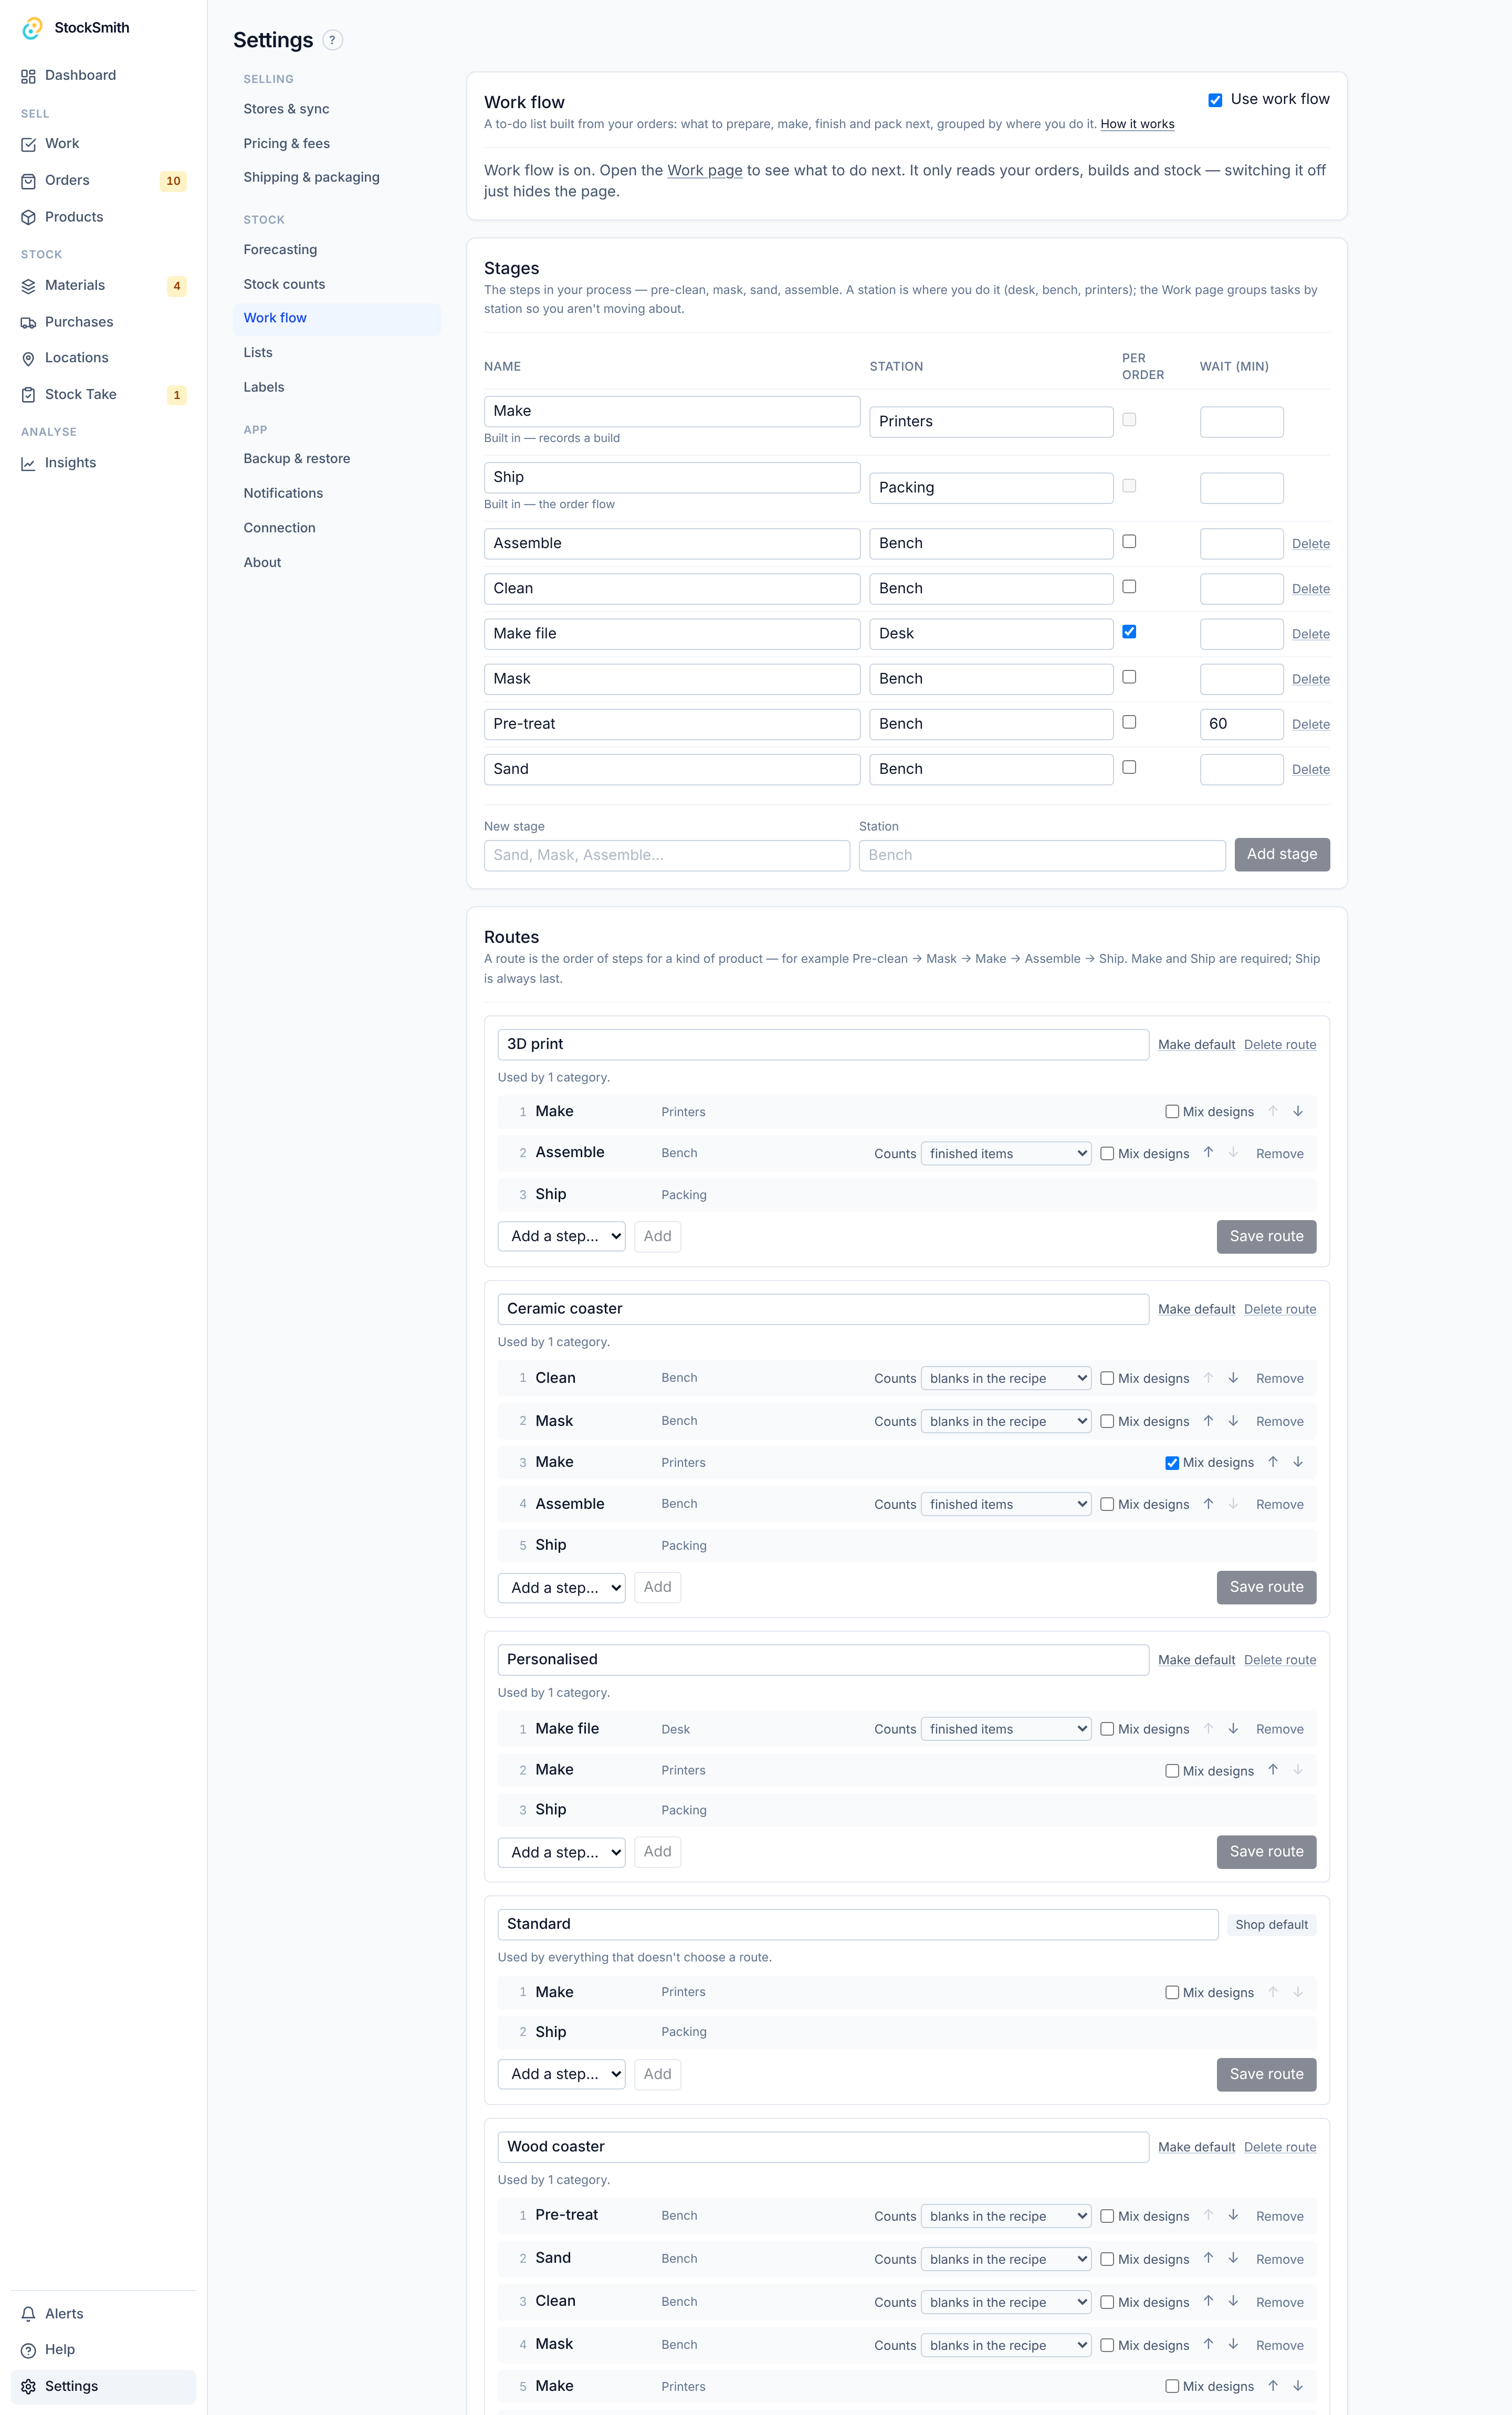 StockSmith
Dashboard
SELL
Work
Orders 10
Products
STOCK
Materials 4
Purchases
Locations
Stock Take 1
ANALYSE
Insights
Alerts
Help
Settings
Settings ?
SELLING
Stores & sync
Pricing & fees
Shipping & packaging
STOCK
Forecasting
Stock counts
Work flow
Lists
Labels
APP
Backup & restore
Notifications
Connection
About
Work flow
Use work flow
A to-do list built from your orders: what to prepare, make, finish and pack next, grouped by where you do it. How it works
Work flow is on. Open the Work page to see what to do next. It only reads your orders, builds and stock — switching it off
just hides the page.
Stages
The steps in your process — pre-clean, mask, sand, assemble. A station is where you do it (desk, bench, printers); the Work page groups tasks by
station so you aren't moving about.
NAME STATION PER ORDER WAIT (MIN)
Make Printers
Built in — records a build
Ship Packing
Built in — the order flow
Assemble Bench Delete
Clean Bench Delete
Make file Desk Delete
Mask Bench Delete
Pre-treat Bench 60 Delete
Sand Bench Delete
New stage Station
Sand, Mask, Assemble... Bench Add stage
Routes
A route is the order of steps for a kind of product — for example Pre-clean → Mask → Make → Assemble → Ship. Make and Ship are required; Ship
is always last.
3D print Make default Delete route
Used by 1 category.
1 Make Printers Mix designs ↑ ↓
2 Assemble Bench Counts finished items Mix designs ↑ ↓ Remove
3 Ship Packing
Add a step... Add Save route
Ceramic coaster Make default Delete route
Used by 1 category.
1 Clean Bench Counts blanks in the recipe Mix designs ↑ ↓ Remove
2 Mask Bench Counts blanks in the recipe Mix designs ↑ ↓ Remove
3 Make Printers Mix designs ↑ ↓
4 Assemble Bench Counts finished items Mix designs ↑ ↓ Remove
5 Ship Packing
Add a step... Add Save route
Personalised Make default Delete route
Used by 1 category.
1 Make file Desk Counts finished items Mix designs ↑ ↓ Remove
2 Make Printers Mix designs ↑ ↓
3 Ship Packing
Add a step... Add Save route
Standard Shop default
Used by everything that doesn't choose a route.
1 Make Printers Mix designs ↑ ↓
2 Ship Packing
Add a step... Add Save route
Wood coaster Make default Delete route
Used by 1 category.
1 Pre-treat Bench Counts blanks in the recipe Mix designs ↑ ↓ Remove
2 Sand Bench Counts blanks in the recipe Mix designs ↑ ↓ Remove
3 Clean Bench Counts blanks in the recipe Mix designs ↑ ↓ Remove
4 Mask Bench Counts blanks in the recipe Mix designs ↑ ↓ Remove
5 Make Printers Mix designs ↑ ↓